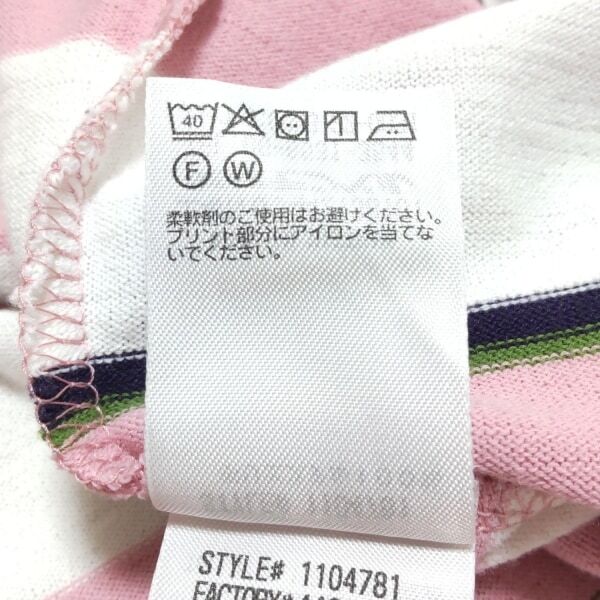 40
F W
柔軟剤のご使用はお避けください。
プリント部分にアイロンを当てな
いでください。
STYLE# 1104781
FACTORY#